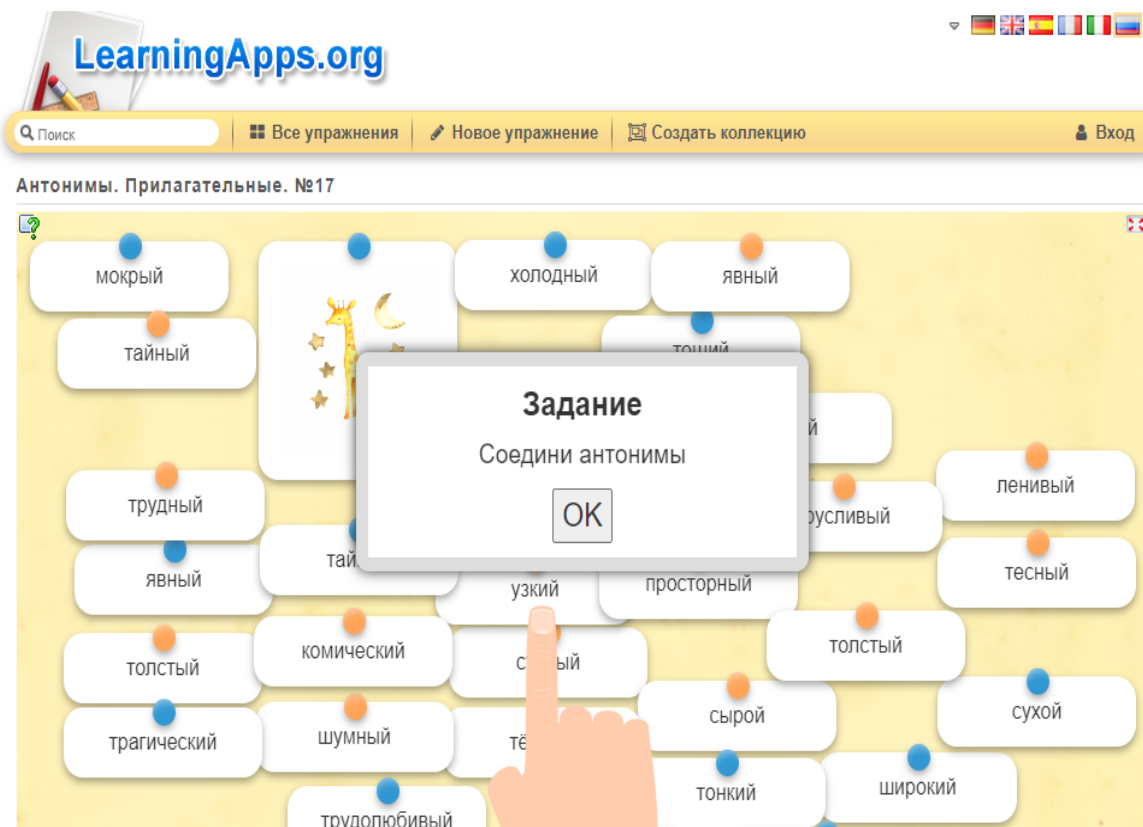 LearningApps.org
Поиск
Все упражнения
Новое упражнение
Создать коллекцию
Вход
Антонимы. Прилагательные. №17
мокрый
холодный
явный
тайный
тощий
Задание
Соедини антонимы
OK
ленивый
трудный
явный
узкий
просторный
тесный
комический
толстый
толстый
сырой
сухой
трагический
шумный
тонкий
широкий
трудолюбивый